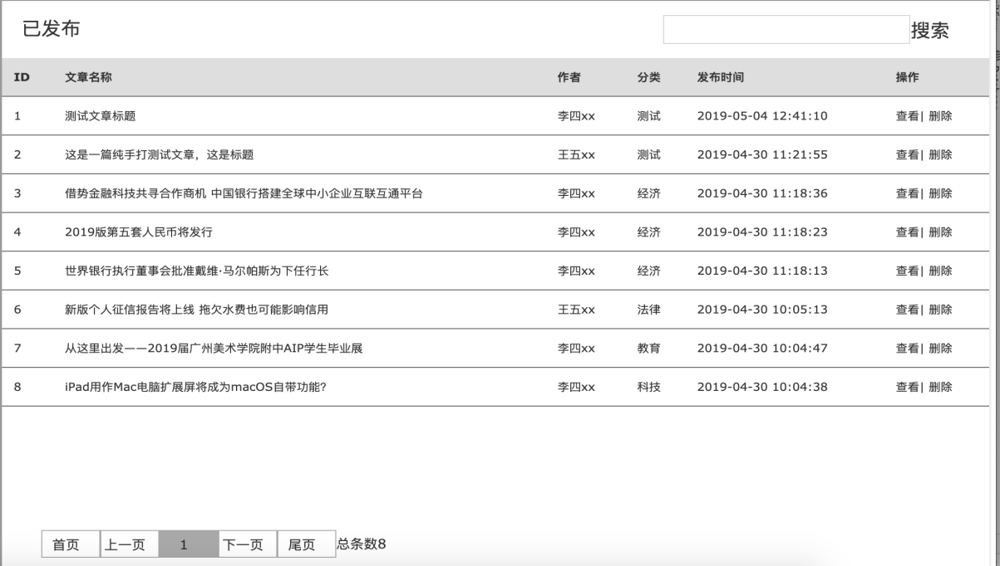 已发布 搜索
ID 文章名称 作者 分类 发布时间 操作
1 测试文章标题 李四xx 测试 2019-05-04 12:41:10 查看| 删除
2 这是一篇纯手打测试文章，这是标题 王五xx 测试 2019-04-30 11:21:55 查看| 删除
3 借势金融科技共寻合作商机 中国银行搭建全球中小企业互联互通平台 李四xx 经济 2019-04-30 11:18:36 查看| 删除
4 2019版第五套人民币将发行 李四xx 经济 2019-04-30 11:18:23 查看| 删除
5 世界银行执行董事会批准戴维·马尔帕斯为下任行长 李四xx 经济 2019-04-30 11:18:13 查看| 删除
6 新版个人征信报告将上线 拖欠水费也可能影响信用 王五xx 法律 2019-04-30 10:05:13 查看| 删除
7 从这里出发——2019届广州美术学院附中AIP学生毕业展 李四xx 教育 2019-04-30 10:04:47 查看| 删除
8 iPad用作Mac电脑扩展屏将成为macOS自带功能? 李四xx 科技 2019-04-30 10:04:38 查看| 删除
首页 上一页 1 下一页 尾页 总条数8